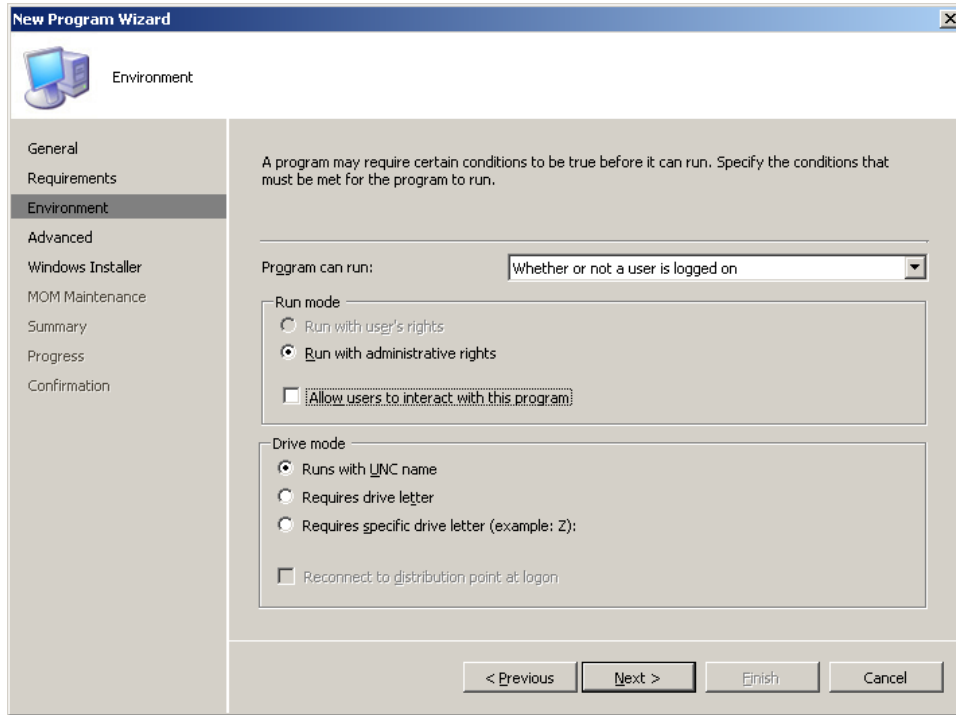 New Program Wizard
Environment
General
Requirements
Environment
Advanced
Windows Installer
MOM Maintenance
Summary
Progress
Confirmation
A program may require certain conditions to be true before it can run. Specify the conditions that
must be met for the program to run.
Program can run: Whether or not a user is logged on
Run mode
Run with user's rights
Run with administrative rights
Allow users to interact with this program
Drive mode
Runs with UNC name
Requires drive letter
Requires specific drive letter (example: Z):
Reconnect to distribution point at logon
< Previous Next > Finish Cancel